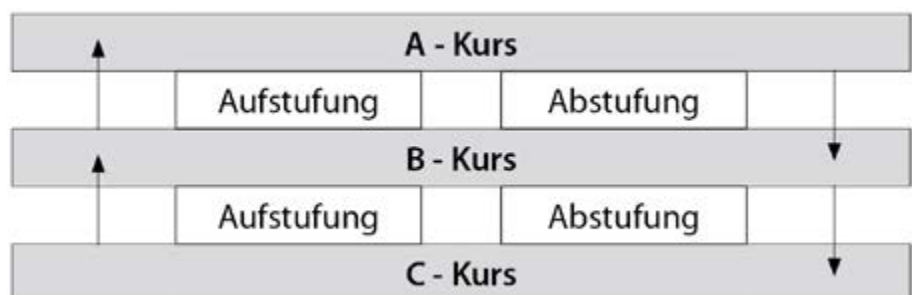 A - Kurs
Aufstufung Abstufung
B - Kurs
Aufstufung Abstufung
C - Kurs